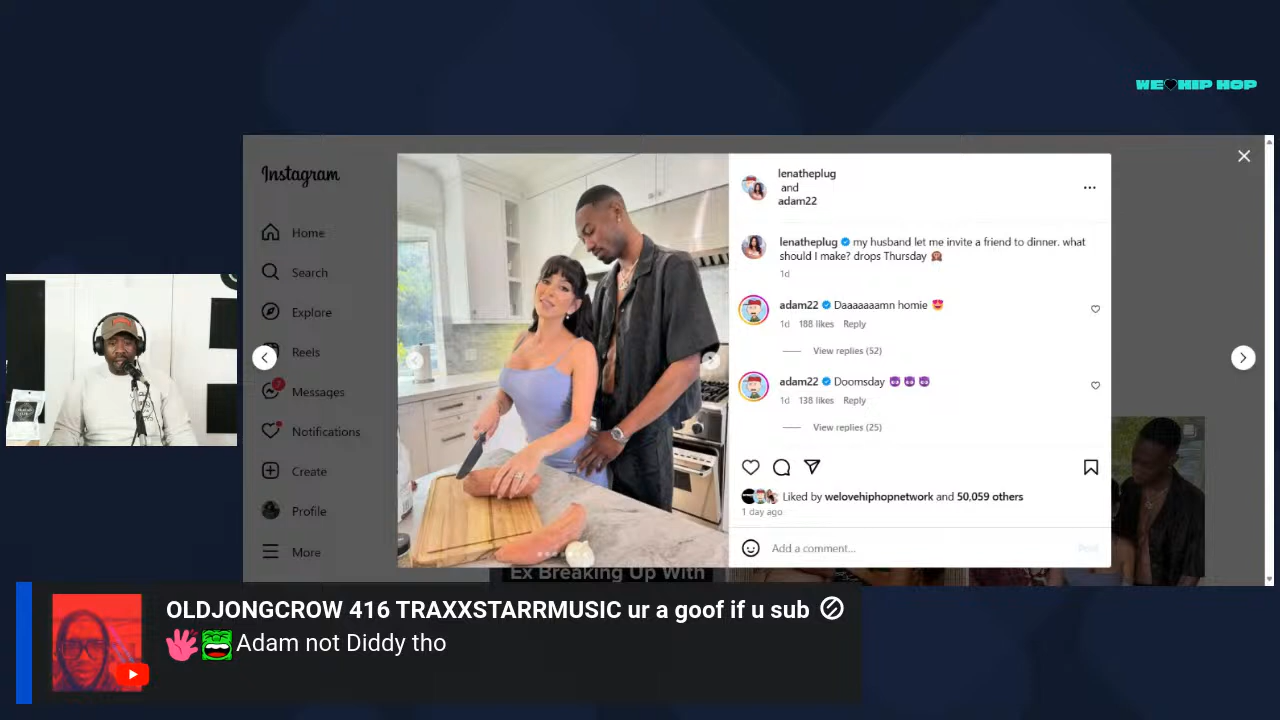 WE HIP HOP
Instagram
Home
Search
Explore
Reels
7
Messages
Notifications
Create
Profile
More
lenatheplug
and
adam22
lenatheplug my husband let me invite a friend to dinner. what
should I make? drops Thursday
1d
adam22 Daaaaaaamn homie
1d 188 likes Reply
View replies (52)
adam22 Doomsday
1d 138 likes Reply
View replies (25)
Liked by welovehiphopnetwork and 50,059 others
1 day ago
Add a comment...
Post
Ex Breaking Up With
OLDJONGCROW 416 TRAXXSTARRMUSIC ur a goof if u sub
Adam not Diddy tho